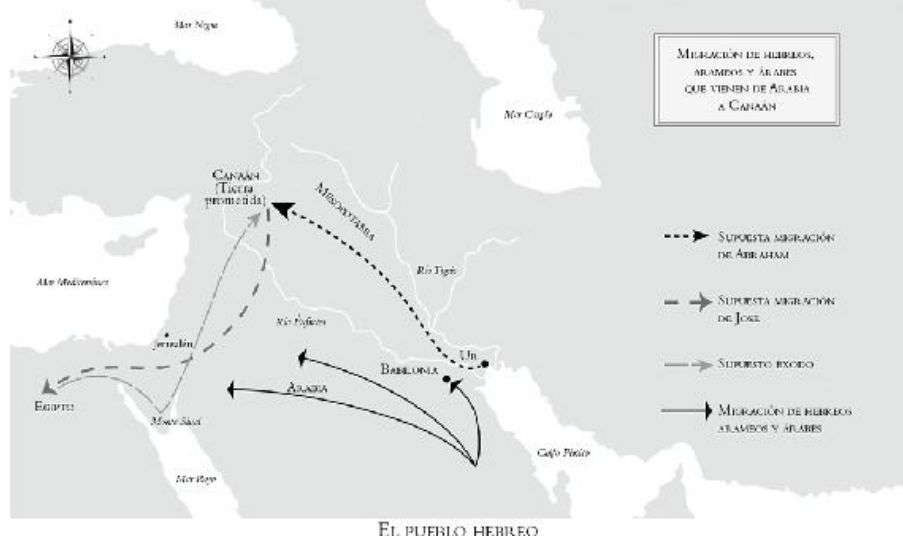 Mar Negro
MIGRACIÓN DE HEBREOS,
ARAMEOS Y ÁRABES
QUE VIENEN DE ARABIA
A CANAÁN
Mar Caspio
CANAÁN
(Tierra
prometida)
MESOPOTAMIA
SUPUESTA MIGRACIÓN
DE ABRAHAM
Río Tigris
Mar Mediterráneo
SUPUESTA MIGRACIÓN
DE JOSÉ
Río Éufrates
Jerusalén
Ur
BABILONIA
SUPUESTO ÉXODO
ARABIA
EGIPTO
Monte Sinaí
MIGRACIÓN DE HEBREOS
ARAMEOS Y ÁRABES
Golfo Pérsico
Mar Rojo
EL PUEBLO HEBREO